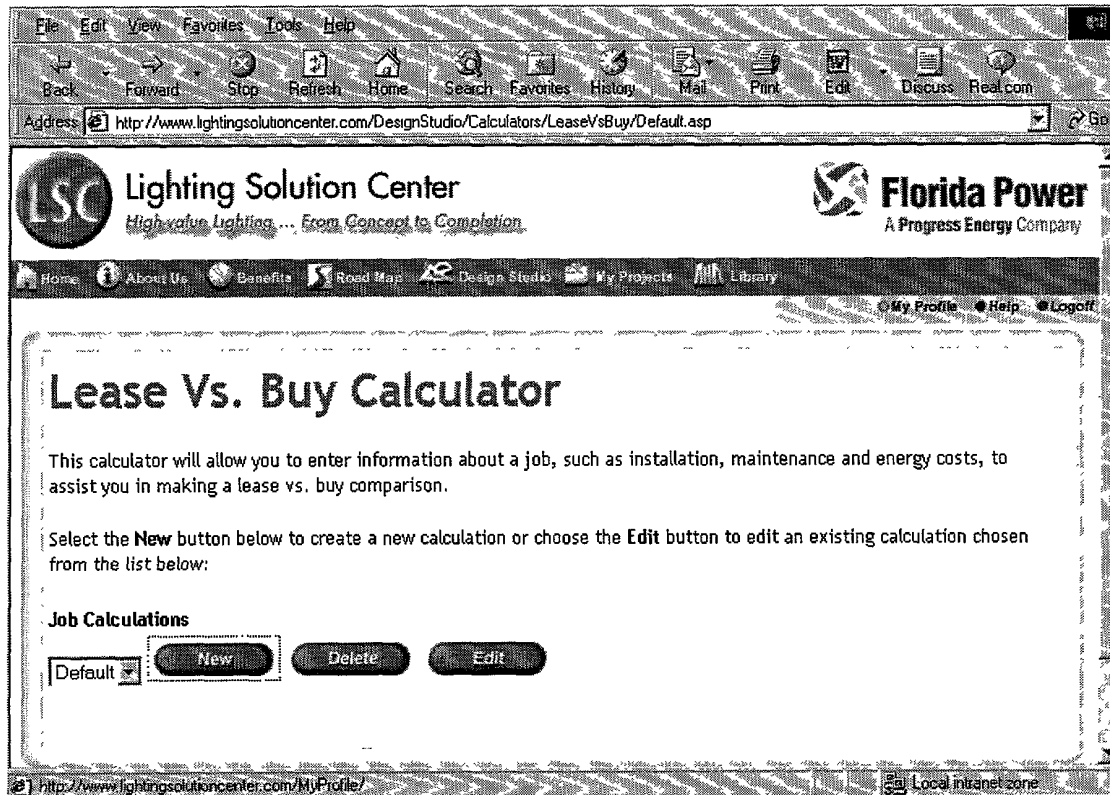 File Edit View Favorites Tools Help
Back Forward Stop Refresh Home Search Favorites History Mail Print Edit Discuss Real.com
Address http://www.lightingsolutioncenter.com/DesignStudio/Calculators/LeaseVsBuy/Default.asp Go
LSC Lighting Solution Center
High-value Lighting ... From Concept to Completion
Florida Power
A Progress Energy Company
Home About Us Benefits Road Map Design Studio My Projects Library
My Profile Help Logoff
Lease Vs. Buy Calculator
This calculator will allow you to enter information about a job, such as installation, maintenance and energy costs, to
assist you in making a lease vs. buy comparison.
Select the New button below to create a new calculation or choose the Edit button to edit an existing calculation chosen
from the list below:
Job Calculations
Default New Delete Edit
http://www.lightingsolutioncenter.com/MyProfile/ Local intranet zone